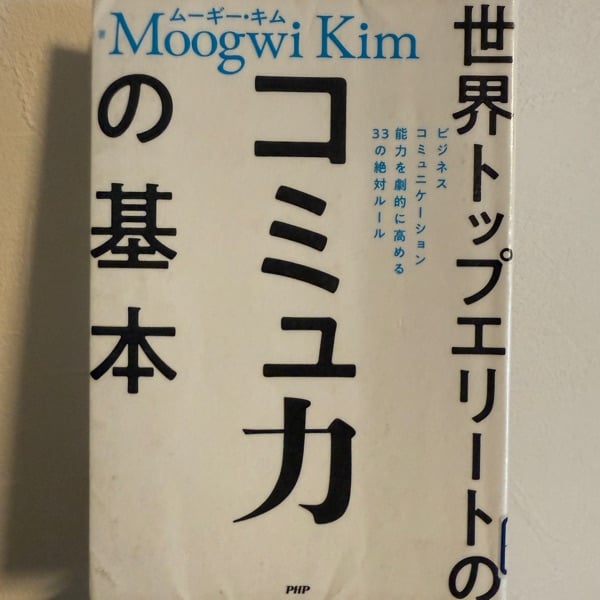 著
ムーギー・キム
Moogwi Kim
世界トップエリートの
コミュ力
の基本
ビジネス
コミュニケーション
能力を劇的に高める
33の絶対ルール
PHP